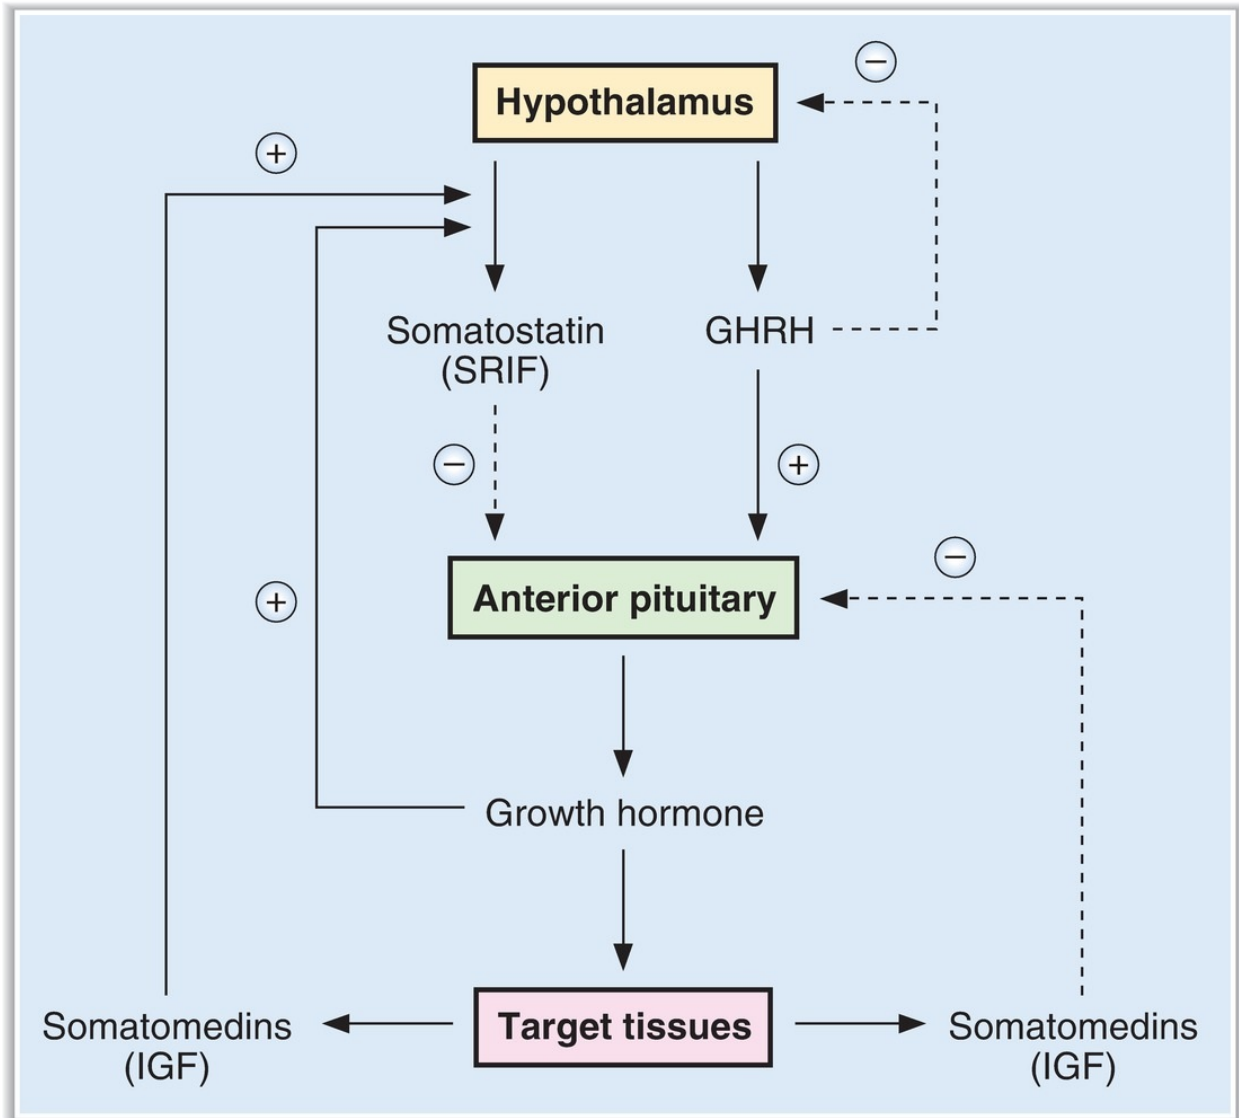 −
Hypothalamus
+
Somatostatin
(SRIF)
GHRH
−
+
−
Anterior pituitary
+
Growth hormone
Somatomedins
(IGF)
Target tissues
Somatomedins
(IGF)